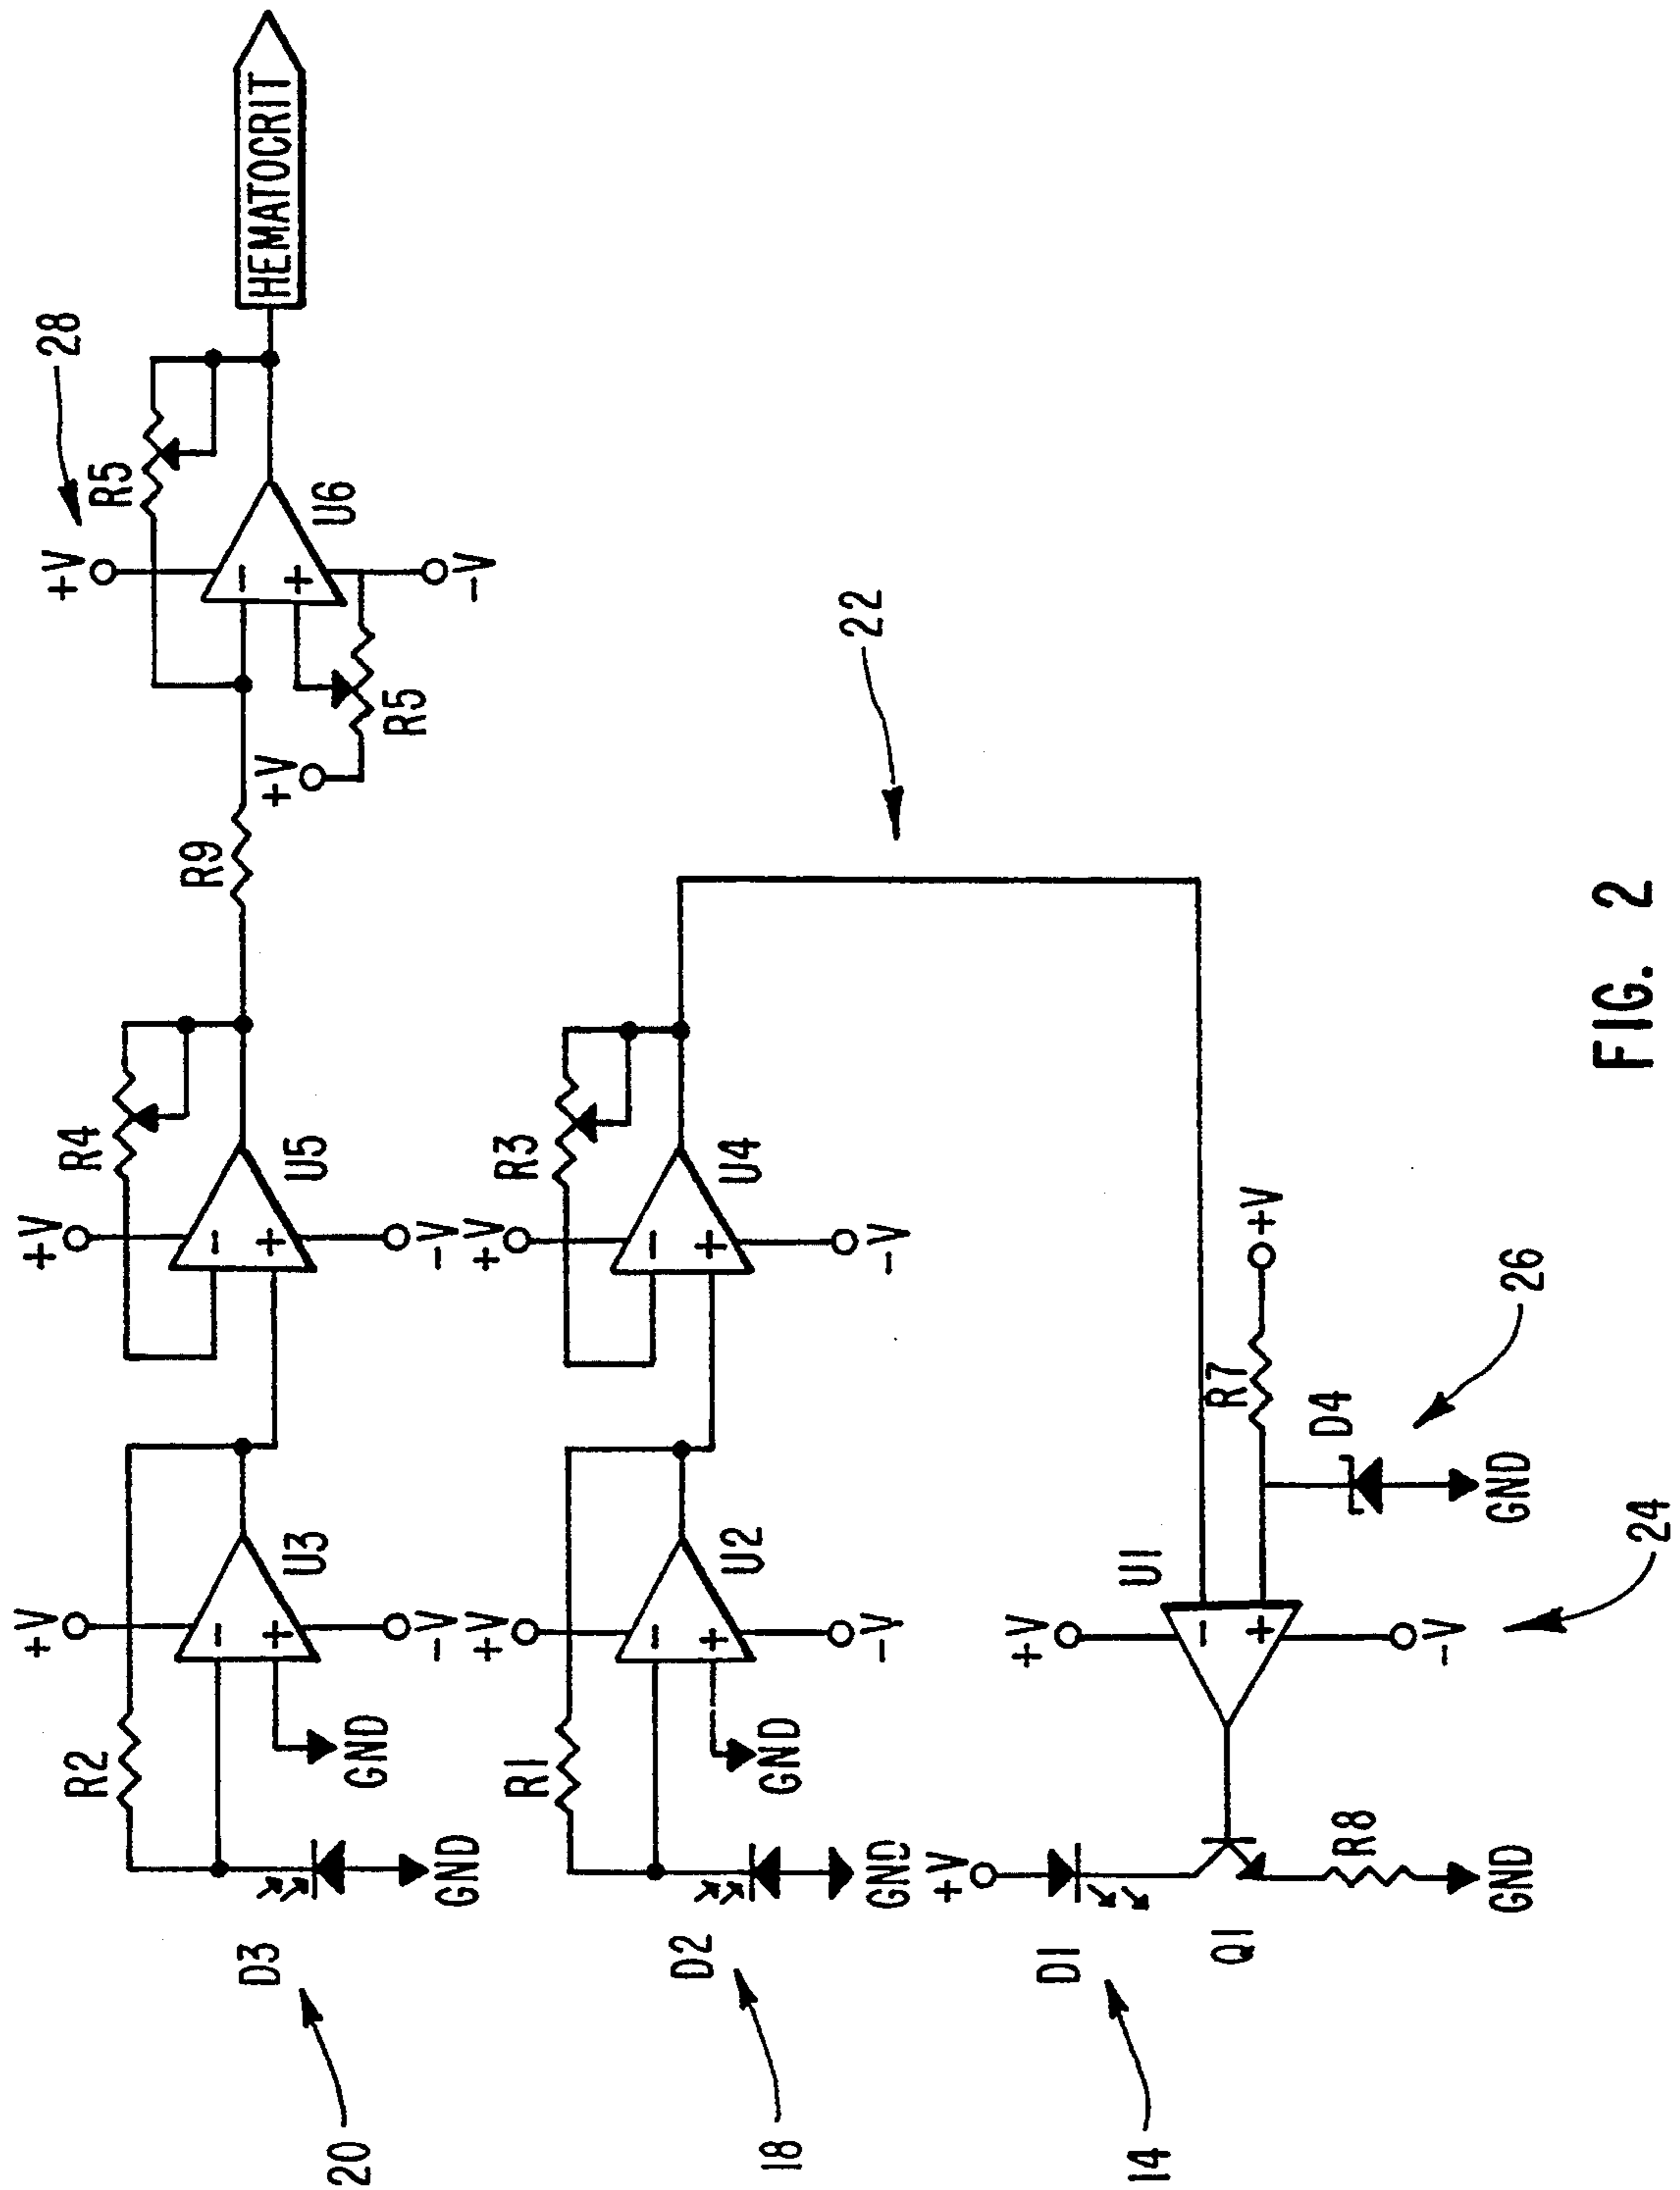 28
+V
R5
HEMATOCRIT
U6
-V
+V
R5
R9
+V
R4
U5
-V
+V
R2
U3
-V
GND
GND
D3
20
22
+V
R3
U4
-V
+V
R1
U2
-V
GND
GND
D2
18
+V
U1
-V
R7
+V
D4
GND
26
24
+V
D1
Q1
R8
GND
14
FIG. 2